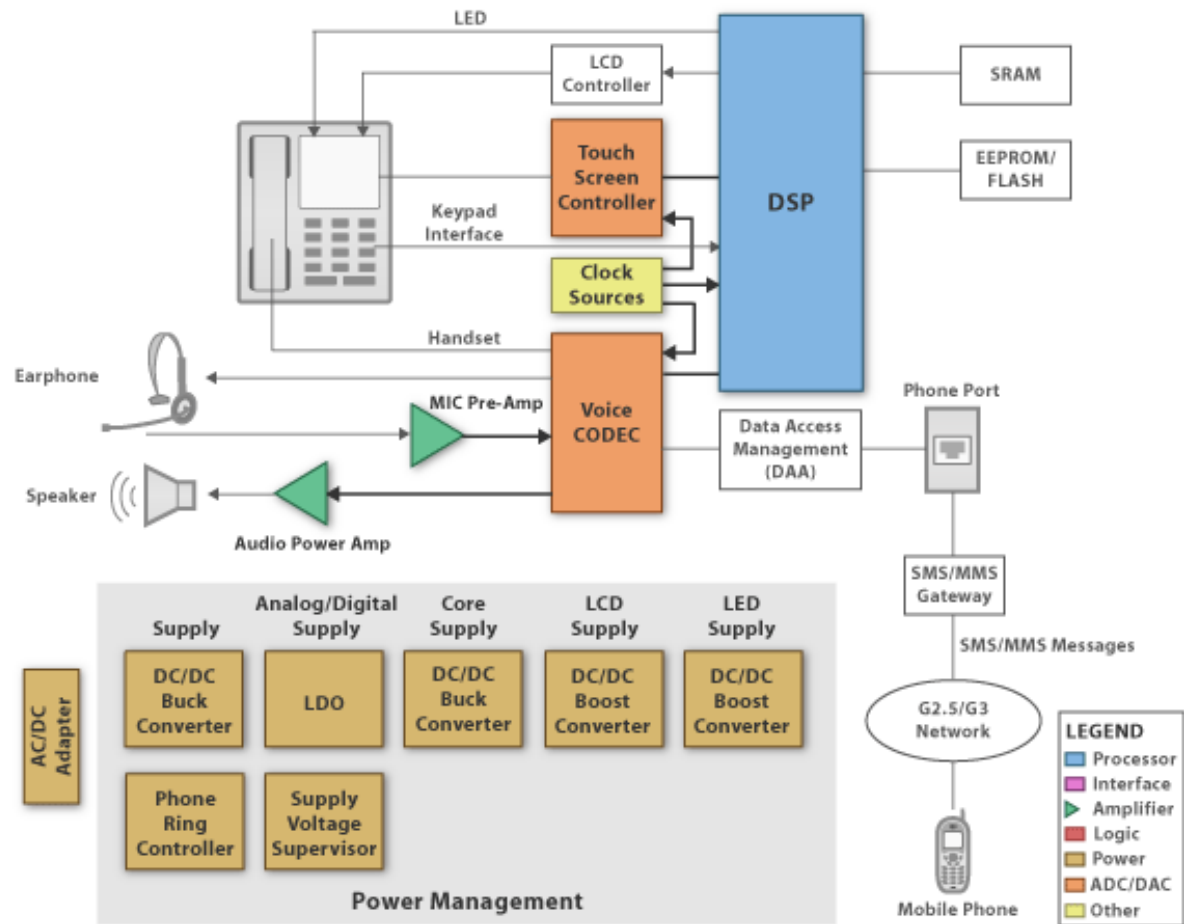 LED
LCD
Controller
SRAM
Touch
Screen
Controller
EEPROM/
FLASH
DSP
Keypad
Interface
Clock
Sources
Handset
Earphone
MIC Pre-Amp
Voice
CODEC
Data Access
Management
(DAA)
Phone Port
Speaker
Audio Power Amp
SMS/MMS
Gateway
SMS/MMS Messages
G2.5/G3
Network
Mobile Phone
AC/DC
Adapter
Supply
Analog/Digital
Supply
Core
Supply
LCD
Supply
LED
Supply
DC/DC
Buck
Converter
LDO
DC/DC
Buck
Converter
DC/DC
Boost
Converter
DC/DC
Boost
Converter
Phone
Ring
Controller
Supply
Voltage
Supervisor
Power Management
LEGEND
Processor
Interface
Amplifier
Logic
Power
ADC/DAC
Other